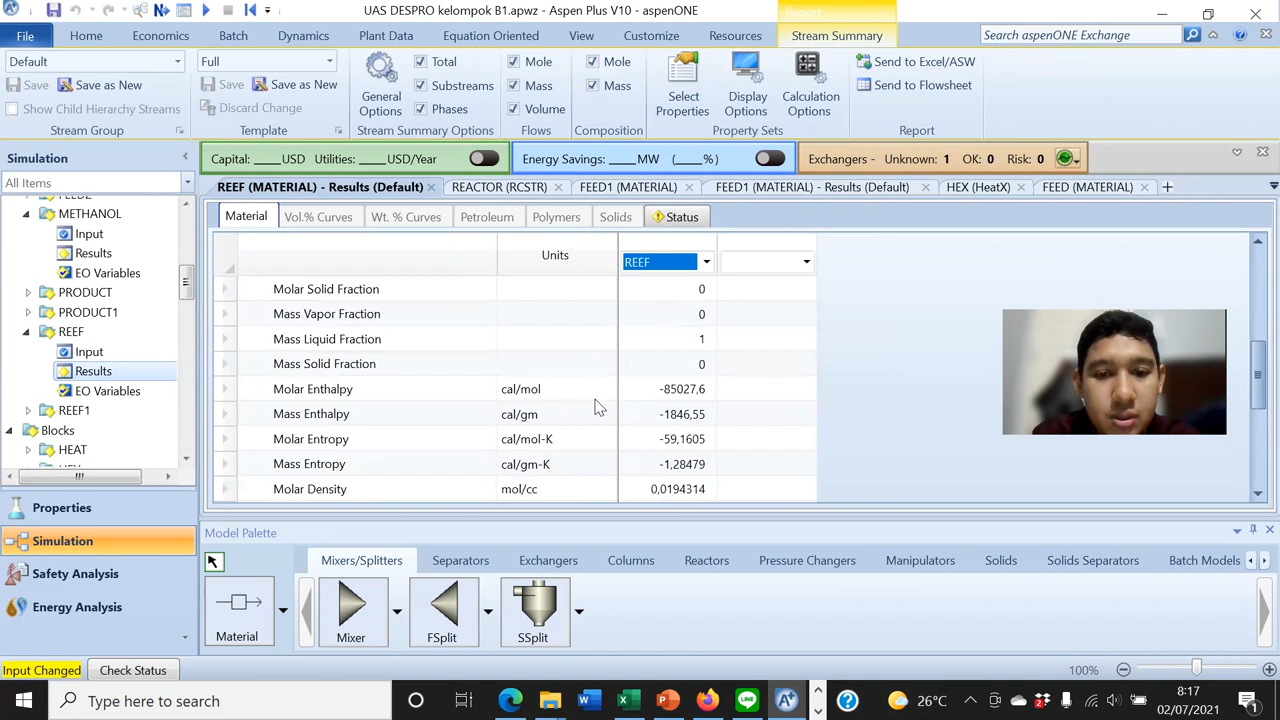 UAS DESPRO kelompok B1.apwz - Aspen Plus V10 - aspenONE
Report
File Home Economics Batch Dynamics Plant Data Equation Oriented View Customize Resources Stream Summary Search aspenONE Exchange
Default
Save Save as New
Show Child Hierarchy Streams
Stream Group
Full
Save Save as New
Discard Change
Template
General Options
Total
Substreams
Phases
Stream Summary Options
Mole
Mass
Volume
Flows
Mole
Mass
Composition
Select Properties
Display Options
Calculation Options
Property Sets
Send to Excel/ASW
Send to Flowsheet
Report
Simulation
Capital: ____USD Utilities: ____USD/Year
Energy Savings: ____MW (____%)
Exchangers - Unknown: 1 OK: 0 Risk: 0
All Items
REEF (MATERIAL) - Results (Default) REACTOR (RCSTR) FEED1 (MATERIAL) FEED1 (MATERIAL) - Results (Default) HEX (HeatX) FEED (MATERIAL)
FEED2
METHANOL
Input
Results
EO Variables
PRODUCT
PRODUCT1
REEF
Input
Results
EO Variables
REEF1
Blocks
HEAT
HEX
Material Vol.% Curves Wt. % Curves Petroleum Polymers Solids Status
Units REEF
Molar Solid Fraction 0
Mass Vapor Fraction 0
Mass Liquid Fraction 1
Mass Solid Fraction 0
Molar Enthalpy cal/mol -85027,6
Mass Enthalpy cal/gm -1846,55
Molar Entropy cal/mol-K -59,1605
Mass Entropy cal/gm-K -1,28479
Molar Density mol/cc 0,0194314
Properties
Simulation
Safety Analysis
Energy Analysis
Model Palette
Mixers/Splitters Separators Exchangers Columns Reactors Pressure Changers Manipulators Solids Solids Separators Batch Models
Material Mixer FSplit SSplit
Input Changed Check Status 100%
Type here to search
26°C
8:17
02/07/2021